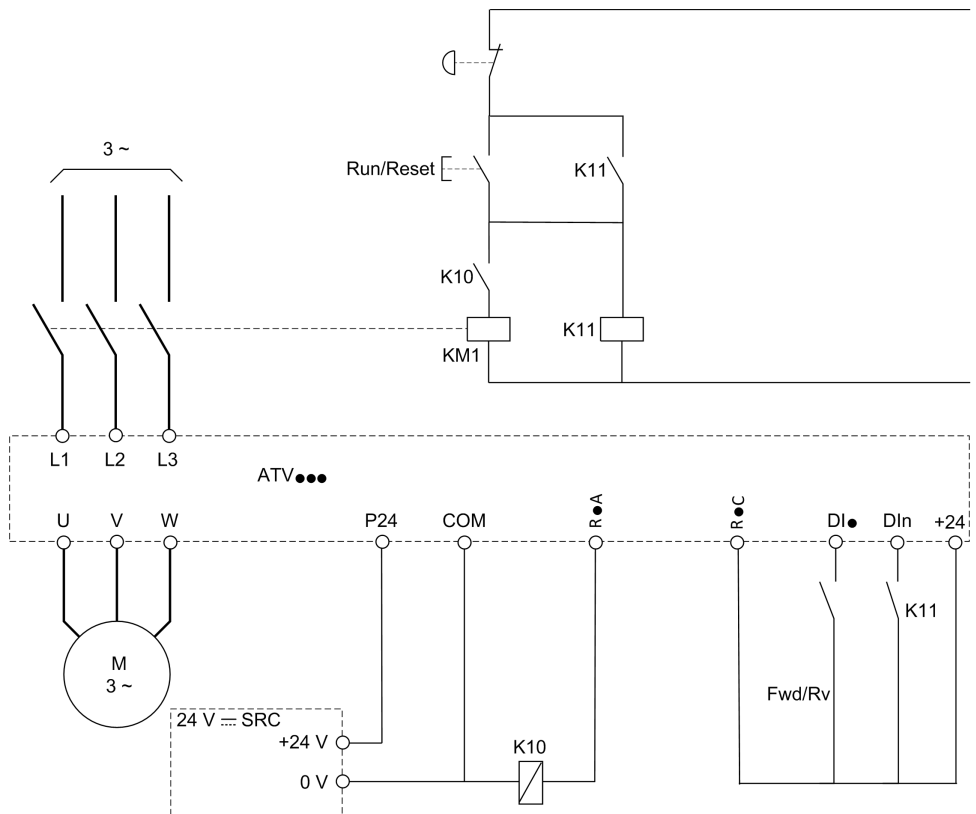 3 ~
Run/Reset
K11
K10
KM1
K11
L1 L2 L3
ATV●●●
U V W P24 COM R●A R●C DI● DIn +24
K11
M
3 ~
Fwd/Rv
24 V ⎓ SRC
+24 V
K10
0 V